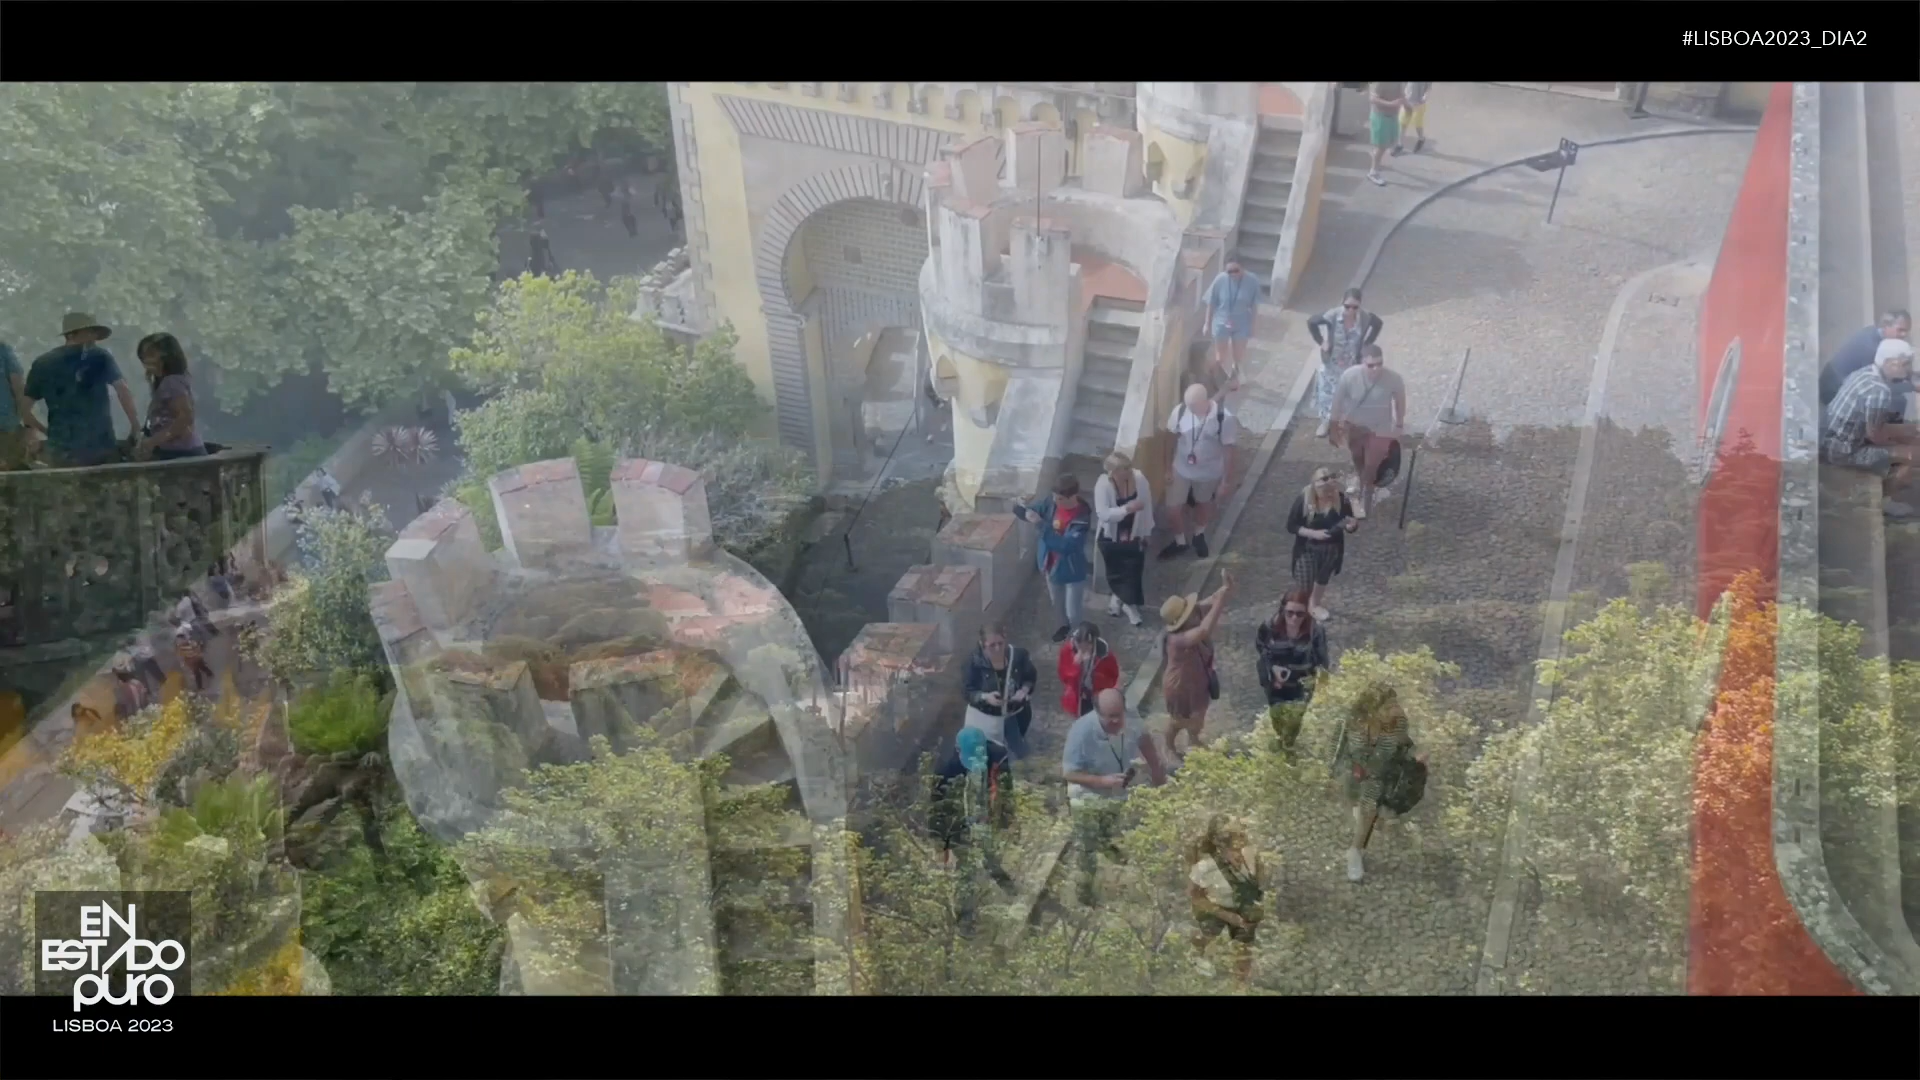 #LISBOA2023_DIA2
EN
ESTADO
puro
LISBOA 2023